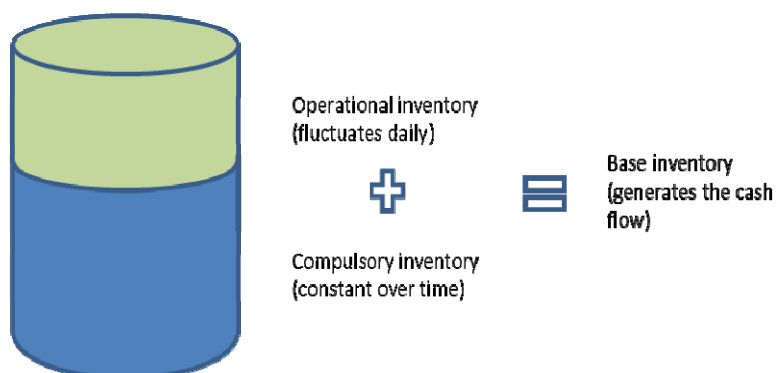 Operational inventory
(fluctuates daily)
Base inventory
(generates the cash
flow)
Compulsory inventory
(constant over time)